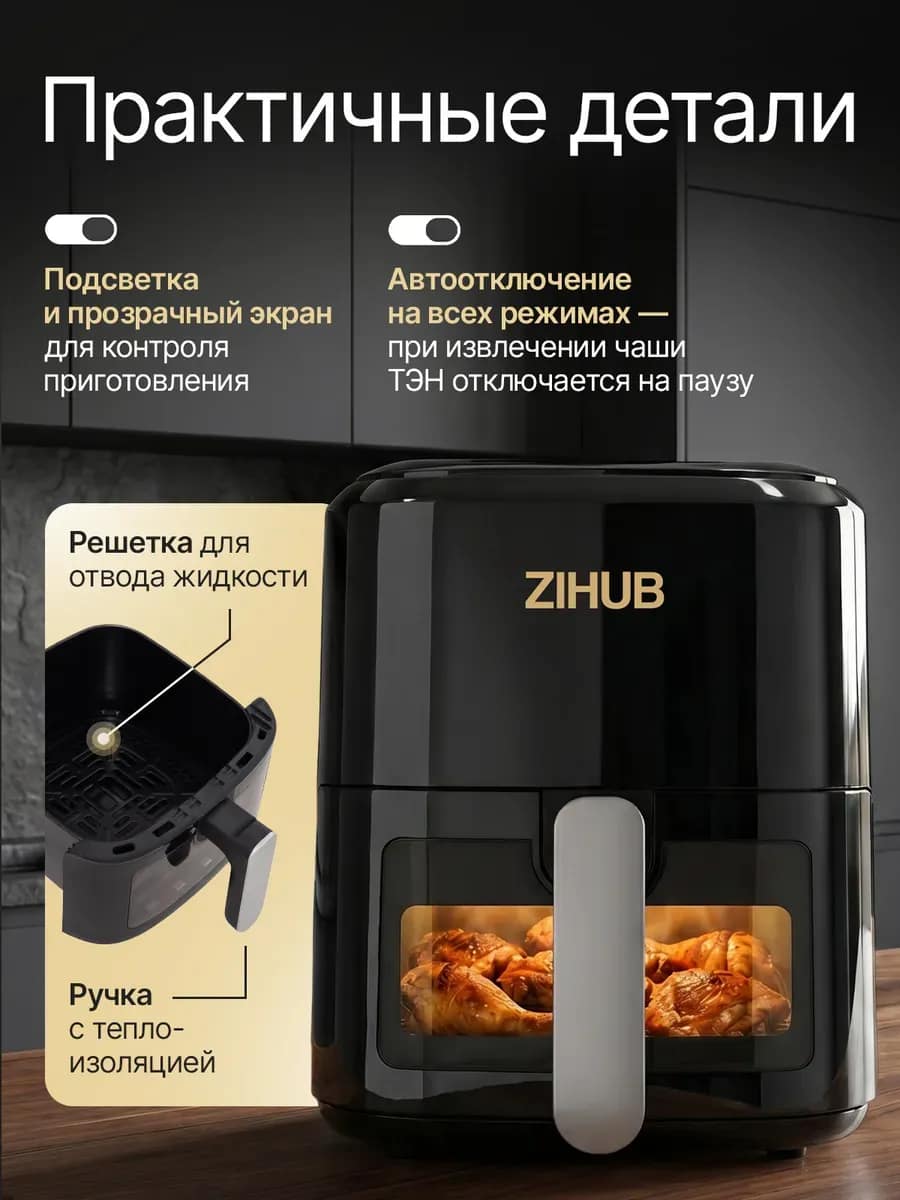 Практичные детали
Подсветка
и прозрачный экран
для контроля
приготовления
Автоотключение
на всех режимах —
при извлечении чаши
ТЭН отключается на паузу
Решетка для
отвода жидкости
ZIHUB
Ручка
с тепло-
изоляцией